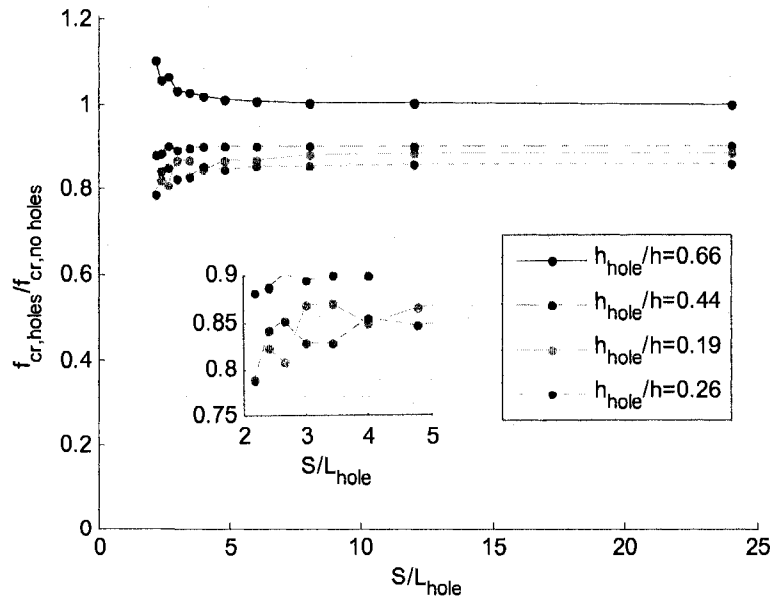 1.2
1
0.8
0.6
0.4
0.2
0
f_cr,holes/f_cr,no holes
h_hole/h=0.66
h_hole/h=0.44
h_hole/h=0.19
h_hole/h=0.26
0.9
0.85
0.8
0.75
2 3 4 5
S/L_hole
0 5 10 15 20 25
S/L_hole